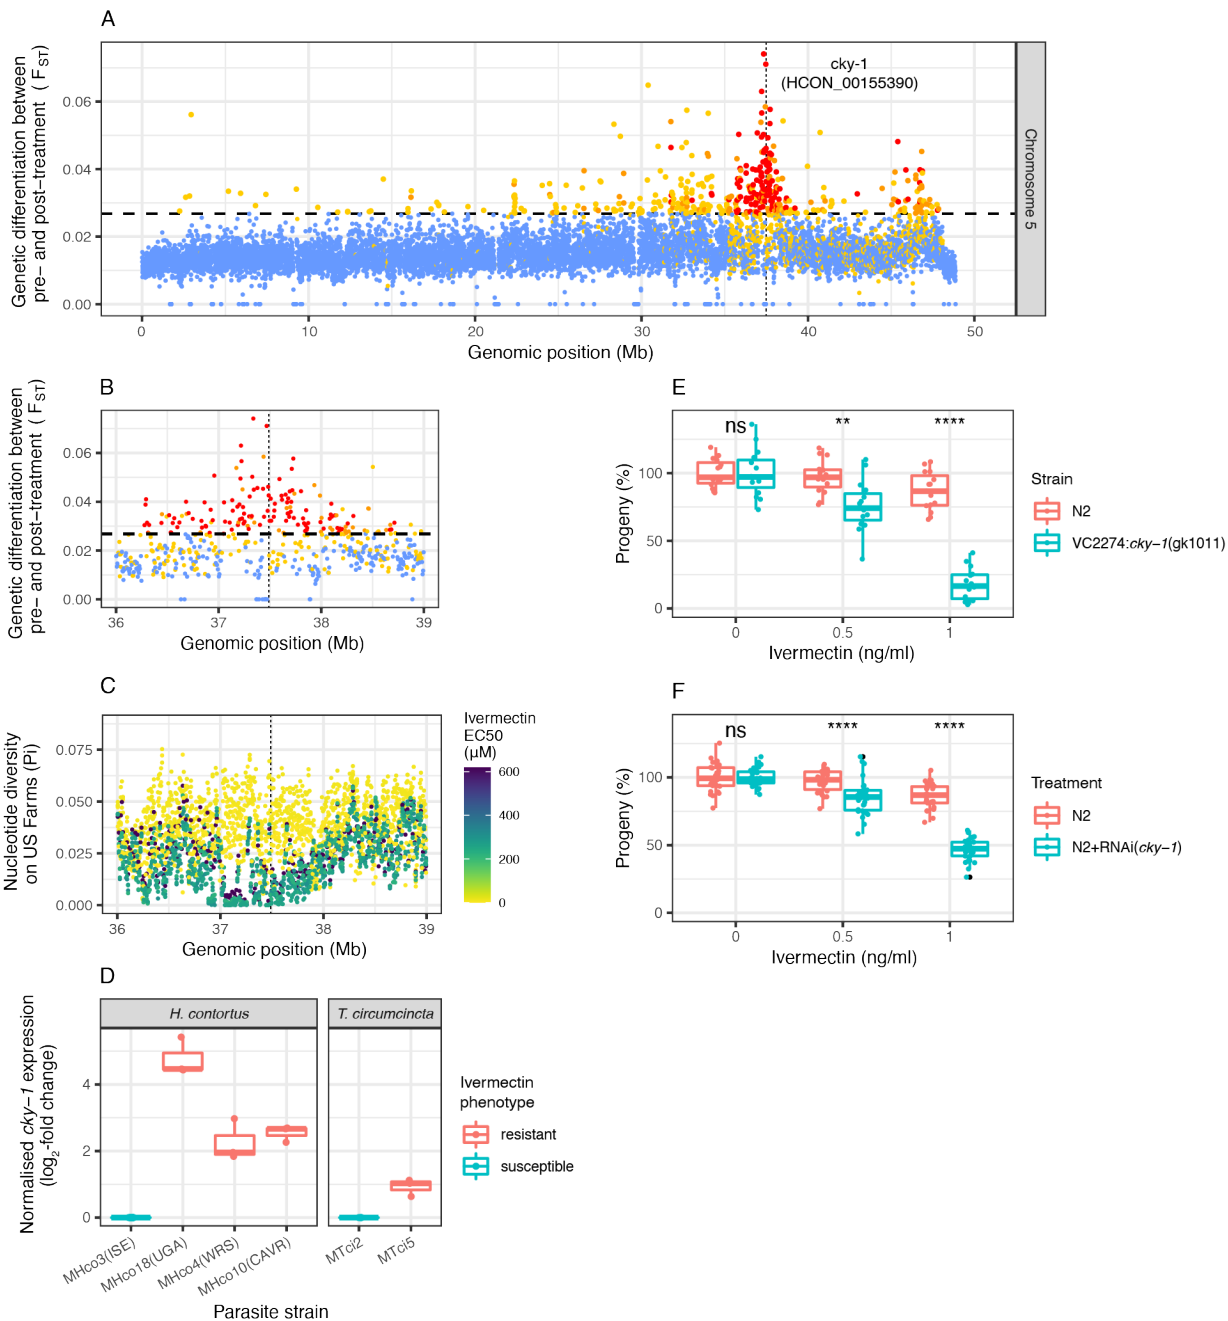 A
Genetic differentiation between
pre− and post−treatment ( FST)
0.06
0.04
0.02
0.00
cky-1
(HCON_00155390)
Chromosome 5
0 10 20 30 40 50
Genomic position (Mb)
B
Genetic differentiation between
pre− and post−treatment ( FST)
0.06
0.04
0.02
0.00
36 37 38 39
Genomic position (Mb)
C
Nucleotide diversity
on US Farms (Pi)
0.075
0.050
0.025
0.000
36 37 38 39
Genomic position (Mb)
Ivermectin
EC50
(µM)
600
400
200
0
D
Normalised cky−1 expression
(log2-fold change)
H. contortus
T. circumcincta
4
2
0
MHco3(ISE)
MHco18(UGA)
MHco4(WRS)
MHco10(CAVR)
MTci2
MTci5
Parasite strain
Ivermectin
phenotype
resistant
susceptible
E
Progeny (%)
100
50
0
ns ** ****
0 0.5 1
Ivermectin (ng/ml)
Strain
N2
VC2274:cky−1(gk1011)
F
Progeny (%)
100
50
0
ns **** ****
0 0.5 1
Ivermectin (ng/ml)
Treatment
N2
N2+RNAi(cky−1)